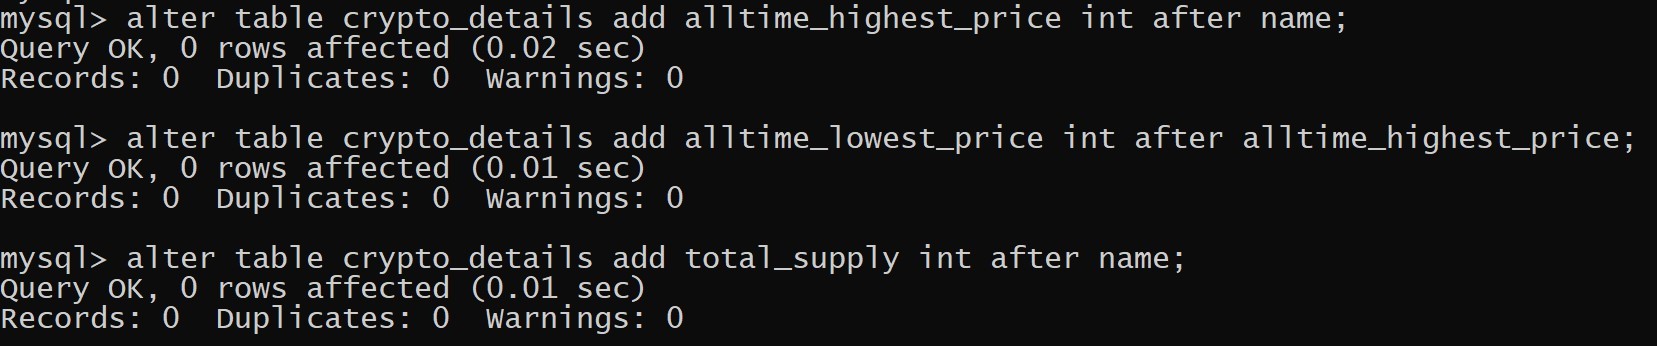 mysql> alter table crypto_details add alltime_highest_price int after name;
Query OK, 0 rows affected (0.02 sec)
Records: 0  Duplicates: 0  Warnings: 0
mysql> alter table crypto_details add alltime_lowest_price int after alltime_highest_price;
Query OK, 0 rows affected (0.01 sec)
Records: 0  Duplicates: 0  Warnings: 0
mysql> alter table crypto_details add total_supply int after name;
Query OK, 0 rows affected (0.01 sec)
Records: 0  Duplicates: 0  Warnings: 0